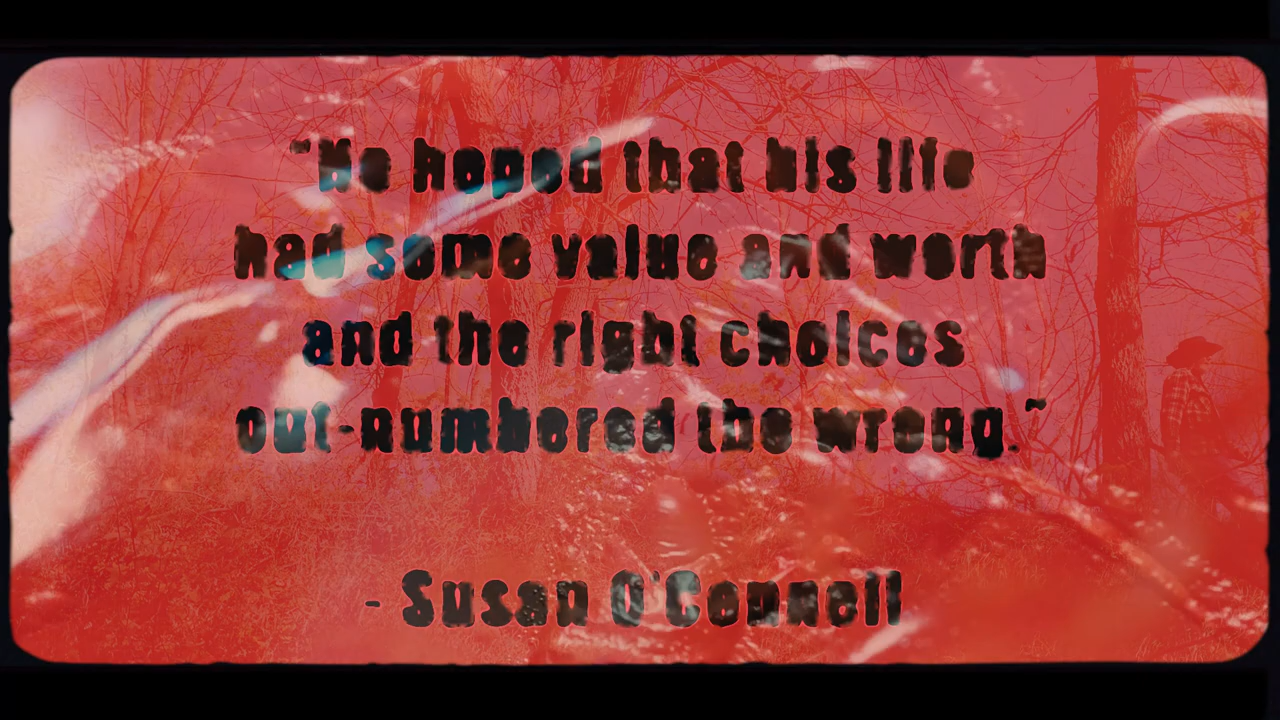 "He hoped that his life
had some value and worth
and the right choices
out-numbered the wrong."
- Susan O'Connell